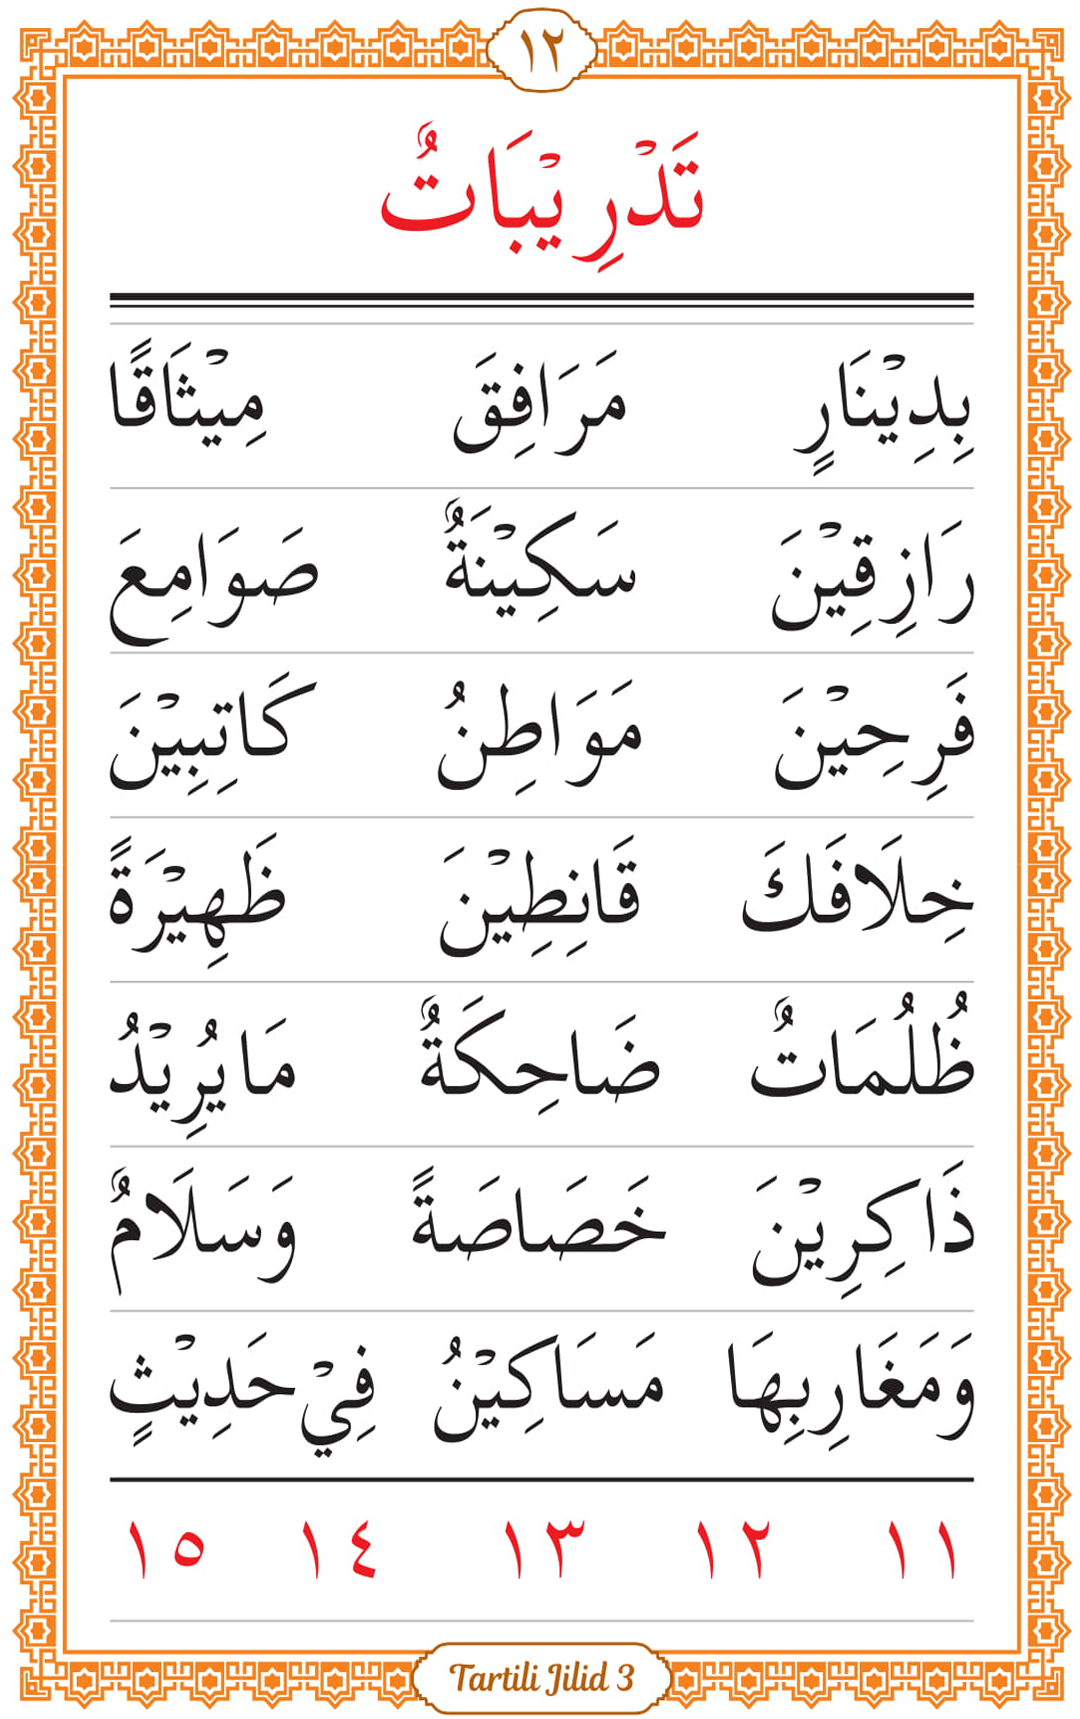 ١٢
تَدْرِيْبَاتٌ
بِدِيْنَارٍ مَرَافِقَ مِيْثَاقًا
رَازِقِيْنَ سَكِيْنَةٌ صَوَامِعَ
فَرِحِيْنَ مَوَاطِنُ كَاتِبِيْنَ
خِلَافَكَ قَانِطِيْنَ ظَهِيْرَةً
ظُلُمَاتٌ ضَاحِكَةٌ مَايُرِيْدُ
ذَاكِرِيْنَ خَصَاصَةً وَسَلَامٌ
وَمَغَارِبِهَا مَسَاكِيْنُ فِيْ حَدِيْثٍ
١١ ١٢ ١٣ ١٤ ١٥
Tartili Jilid 3